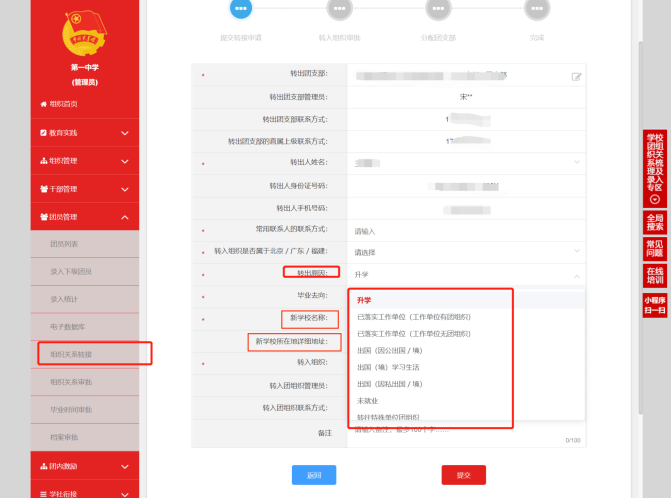 提交转接申请
转入组织审批
分配团支部
完成
第一中学
(管理员)
组织首页
教育实践
组织管理
干部管理
团员管理
团员列表
录入下级团员
录入统计
电子数据库
组织关系转接
组织关系审批
毕业时间审批
档案审批
团内激励
学社衔接
* 转出团支部:
转出团支部管理员: 宋**
转出团支部联系方式: 1
转出团支部的直属上级联系方式: 17
* 转出人姓名:
转出人身份证号码:
转出人手机号码:
* 常用联系人的联系方式: 请输入
* 转入组织是否属于北京/广东/福建: 请选择
* 转出原因: 升学
* 毕业去向:
* 新学校名称:
新学校所在地详细地址:
* 转入组织:
转入团组织管理员:
转入团组织联系方式:
备注
升学
已落实工作单位（工作单位有团组织）
已落实工作单位（工作单位无团组织）
出国（因公出国/境）
出国（境）学习生活
出国（因私出国/境）
未就业
转往特殊单位团组织
请输入备注，最多100个字……
0/100
返回
提交
学校团组织关系梳理及录入专区
全局搜索
常见问题
在线培训
小程序扫一扫